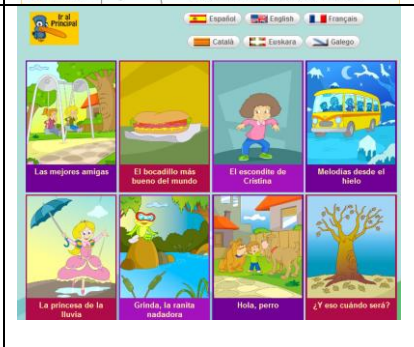 Ir al
Principal
Español
English
Français
Català
Euskara
Galego
Las mejores amigas
El bocadillo más
bueno del mundo
El escondite de
Cristina
Melodías desde el
hielo
La princesa de la
lluvia
Grinda, la ranita
nadadora
Hola, perro
¿Y eso cuándo será?